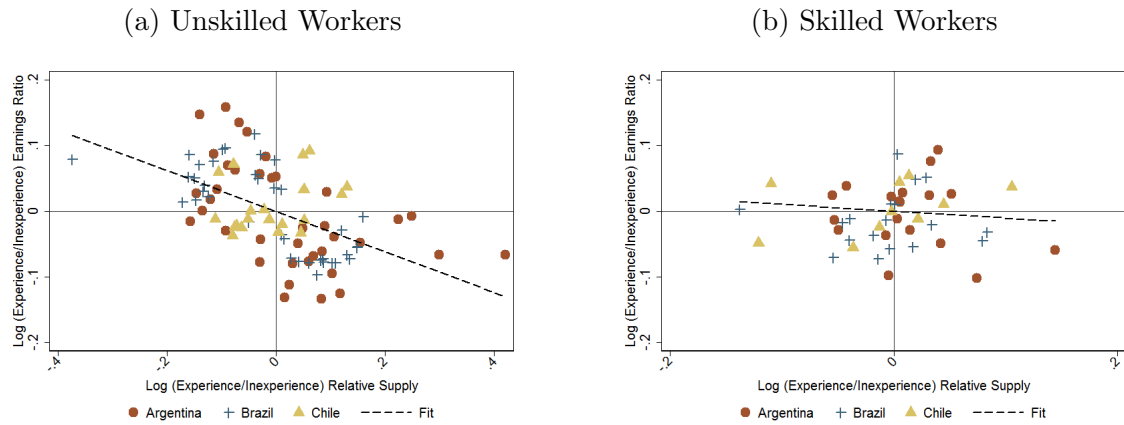 (a) Unskilled Workers
Log (Experience/Inexperience) Earnings Ratio
.2
.1
0
-.1
-.2
-.4
-.2
0
.2
.4
Log (Experience/Inexperience) Relative Supply
Argentina Brazil Chile Fit
(b) Skilled Workers
Log (Experience/Inexperience) Earnings Ratio
.2
.1
0
-.1
-.2
-.2
0
.2
Log (Experience/Inexperience) Relative Supply
Argentina Brazil Chile Fit